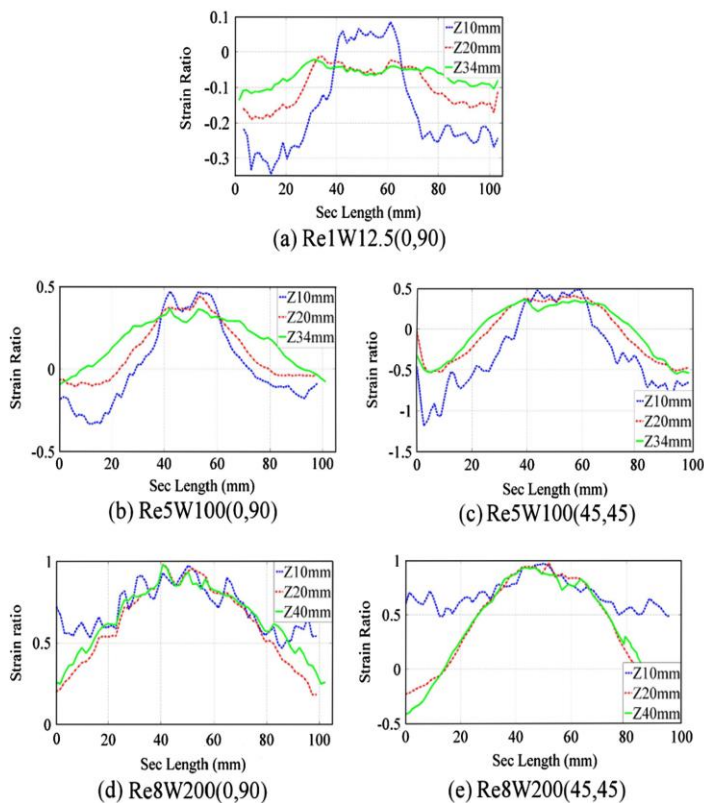 0.1
0
-0.1
-0.2
-0.3
Strain Ratio
Z10mm
Z20mm
Z34mm
0 20 40 60 80 100
Sec Length (mm)
(a) Re1W12.5(0,90)
0.5
0
-0.5
Strain ratio
Z10mm
Z20mm
Z34mm
0 20 40 60 80 100
Sec Length (mm)
(b) Re5W100(0,90)
0.5
0
-0.5
-1
-1.5
Strain ratio
Z10mm
Z20mm
Z34mm
0 20 40 60 80 100
Sec Length (mm)
(c) Re5W100(45,45)
1
0.5
0
Strain Ratio
Z10mm
Z20mm
Z40mm
0 20 40 60 80 100
Sec Length (mm)
(d) Re8W200(0,90)
1
0.5
0
-0.5
Strain Ratio
Z10mm
Z20mm
Z40mm
0 20 40 60 80 100
Sec Length (mm)
(e) Re8W200(45,45)